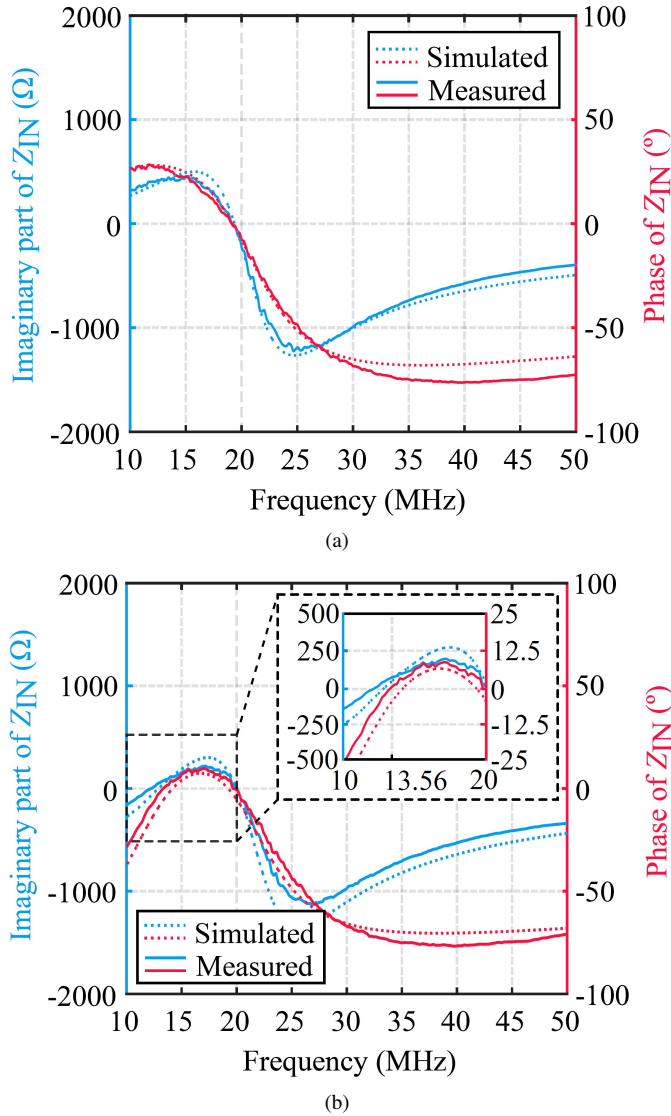 2000
1000
0
-1000
-2000
Imaginary part of ZIN (Ω)
100
50
0
-50
-100
Phase of ZIN (º)
Simulated
Measured
10 15 20 25 30 35 40 45 50
Frequency (MHz)
(a)
2000
1000
0
-1000
-2000
Imaginary part of ZIN (Ω)
100
50
0
-50
-100
Phase of ZIN (º)
500
250
0
-250
-500
25
12.5
0
-12.5
-25
10 13.56 20
Simulated
Measured
10 15 20 25 30 35 40 45 50
Frequency (MHz)
(b)